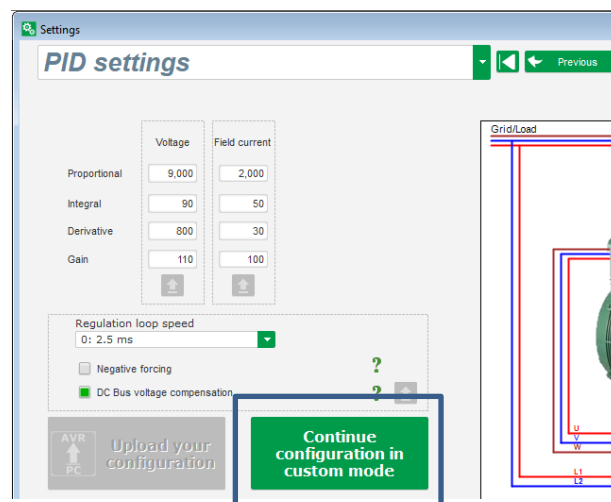 Settings
PID settings
Previous
Grid/Load
Voltage Field current
Proportional 9,000 2,000
Integral 90 50
Derivative 800 30
Gain 110 100
Regulation loop speed
0: 2.5 ms
Negative forcing ?
DC Bus voltage compensation ?
AVR
PC
Upload your
configuration
Continue
configuration in
custom mode
U
V
W
L1
L2